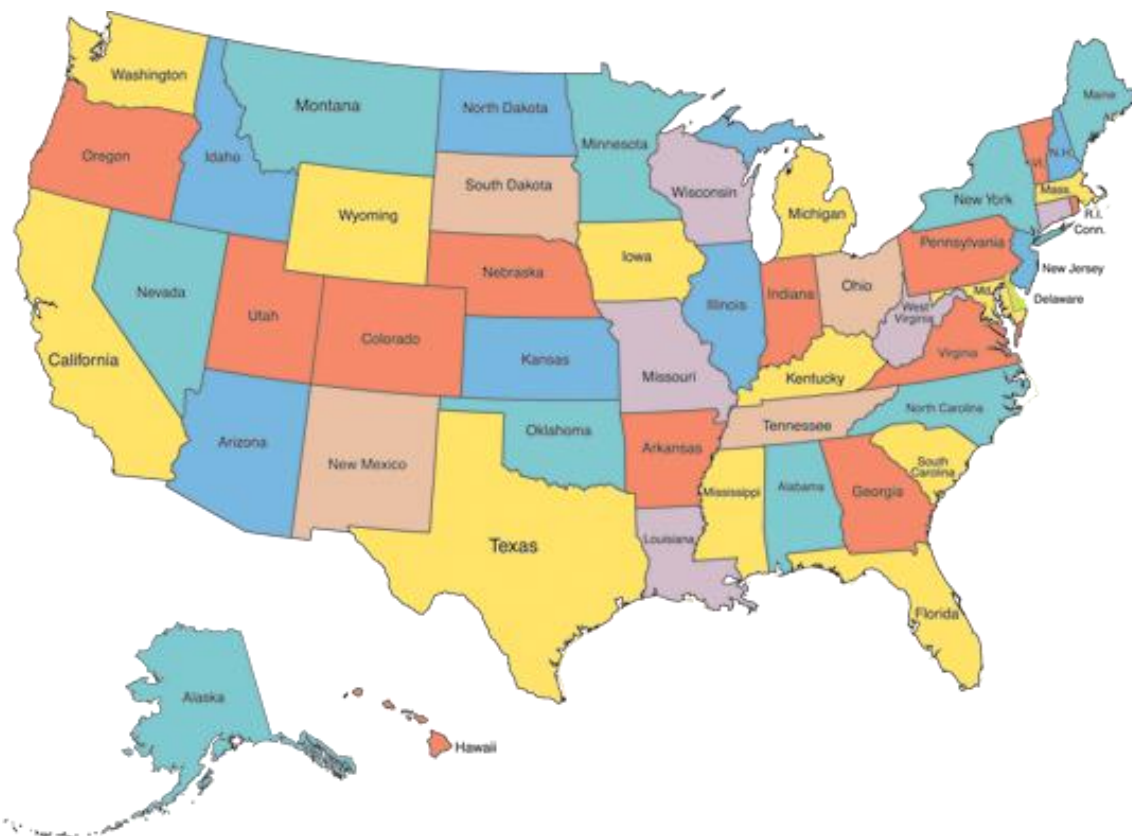 Washington
Montana
North Dakota
Minnesota
Maine
Oregon
Idaho
South Dakota
Wisconsin
Michigan
Vt.
N.H.
Wyoming
New York
Mass.
R.I.
Conn.
Nevada
Utah
Nebraska
Iowa
Illinois
Indiana
Ohio
Pennsylvania
New Jersey
Md.
Delaware
California
Colorado
Kansas
Missouri
Kentucky
West
Virginia
Virginia
Arizona
New Mexico
Oklahoma
Arkansas
Tennessee
North Carolina
Texas
Louisiana
Mississippi
Alabama
Georgia
South
Carolina
Florida
Alaska
Hawaii